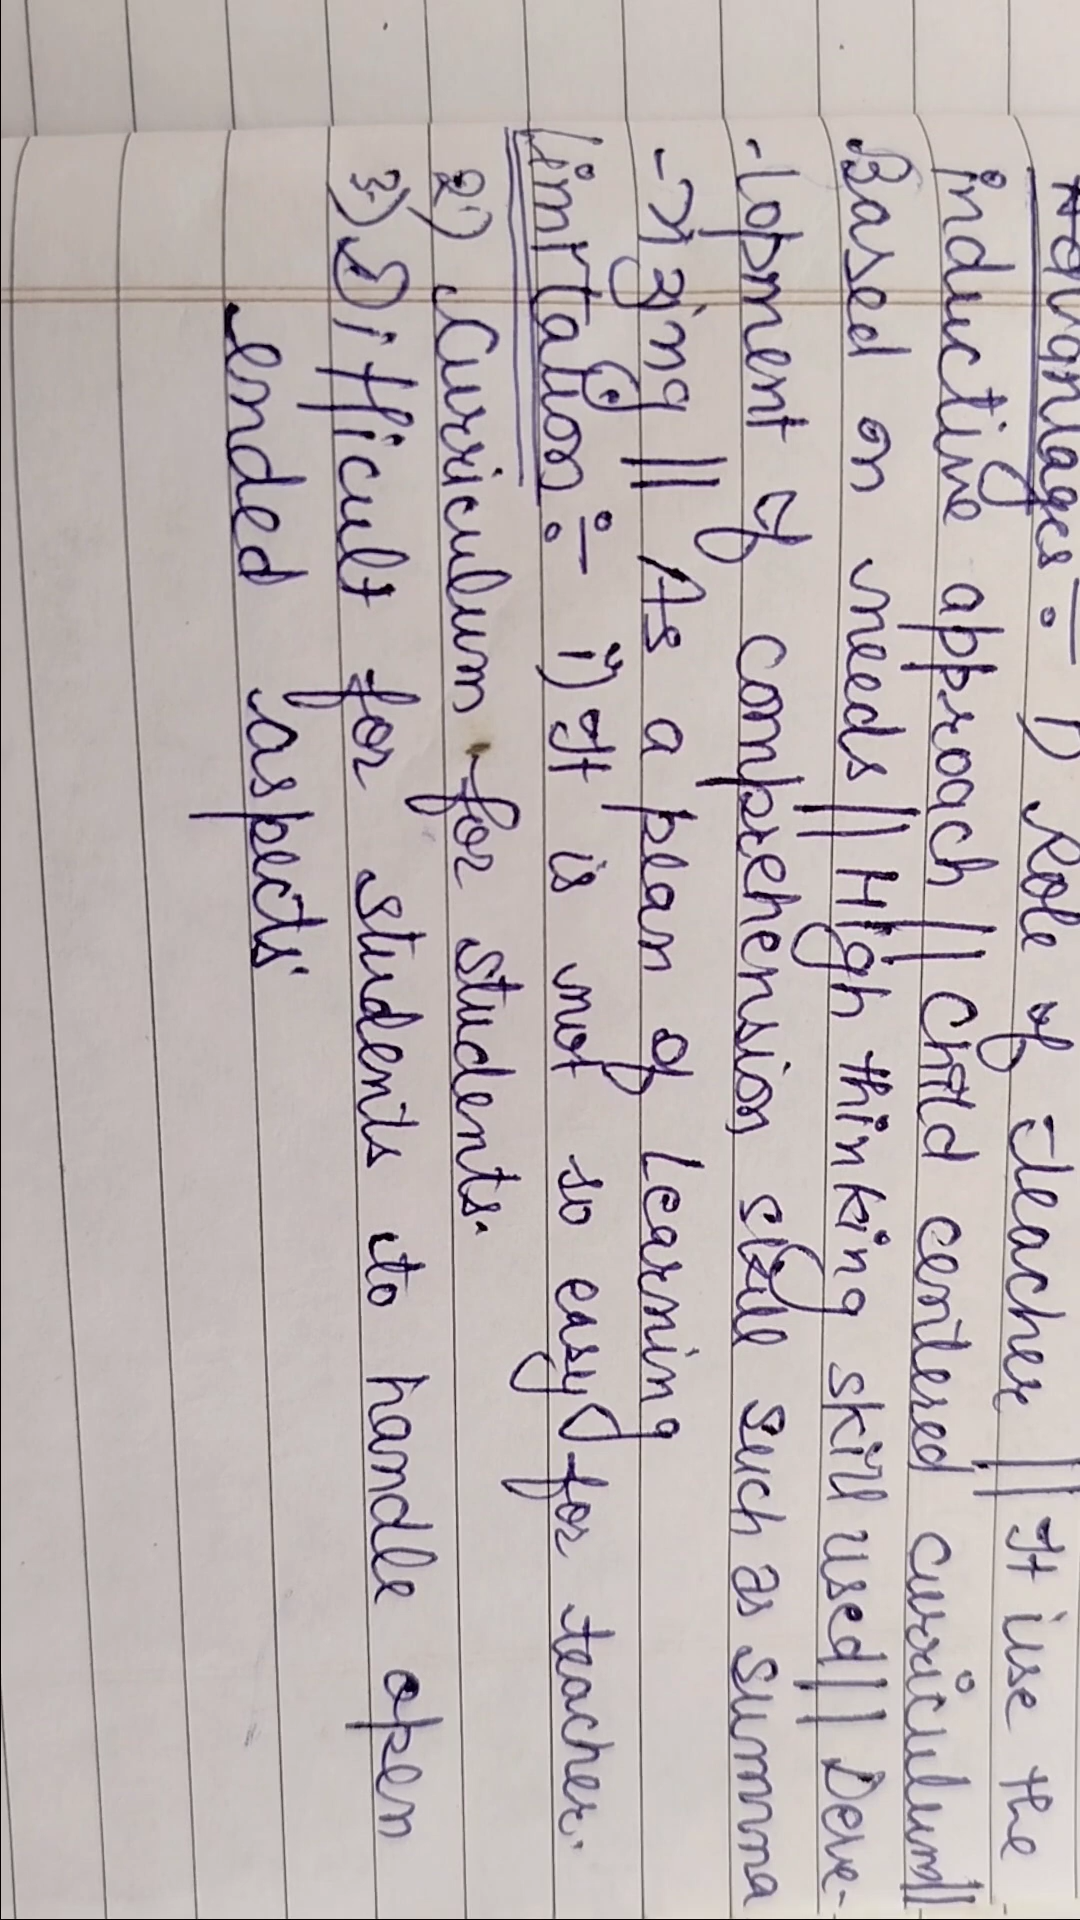 Advantages:- 1) Role of teacher || It use the
inductive approach || Child centered curriculum||
Based on needs || High thinking skill used || Deve-
-lopment of comprehension skill such as summa
-rizing || As a plan of Learning
Limitation:- 1) It is not so easy for teacher.
2) Curriculum for students.
3) Difficult for students to handle open
ended aspects.